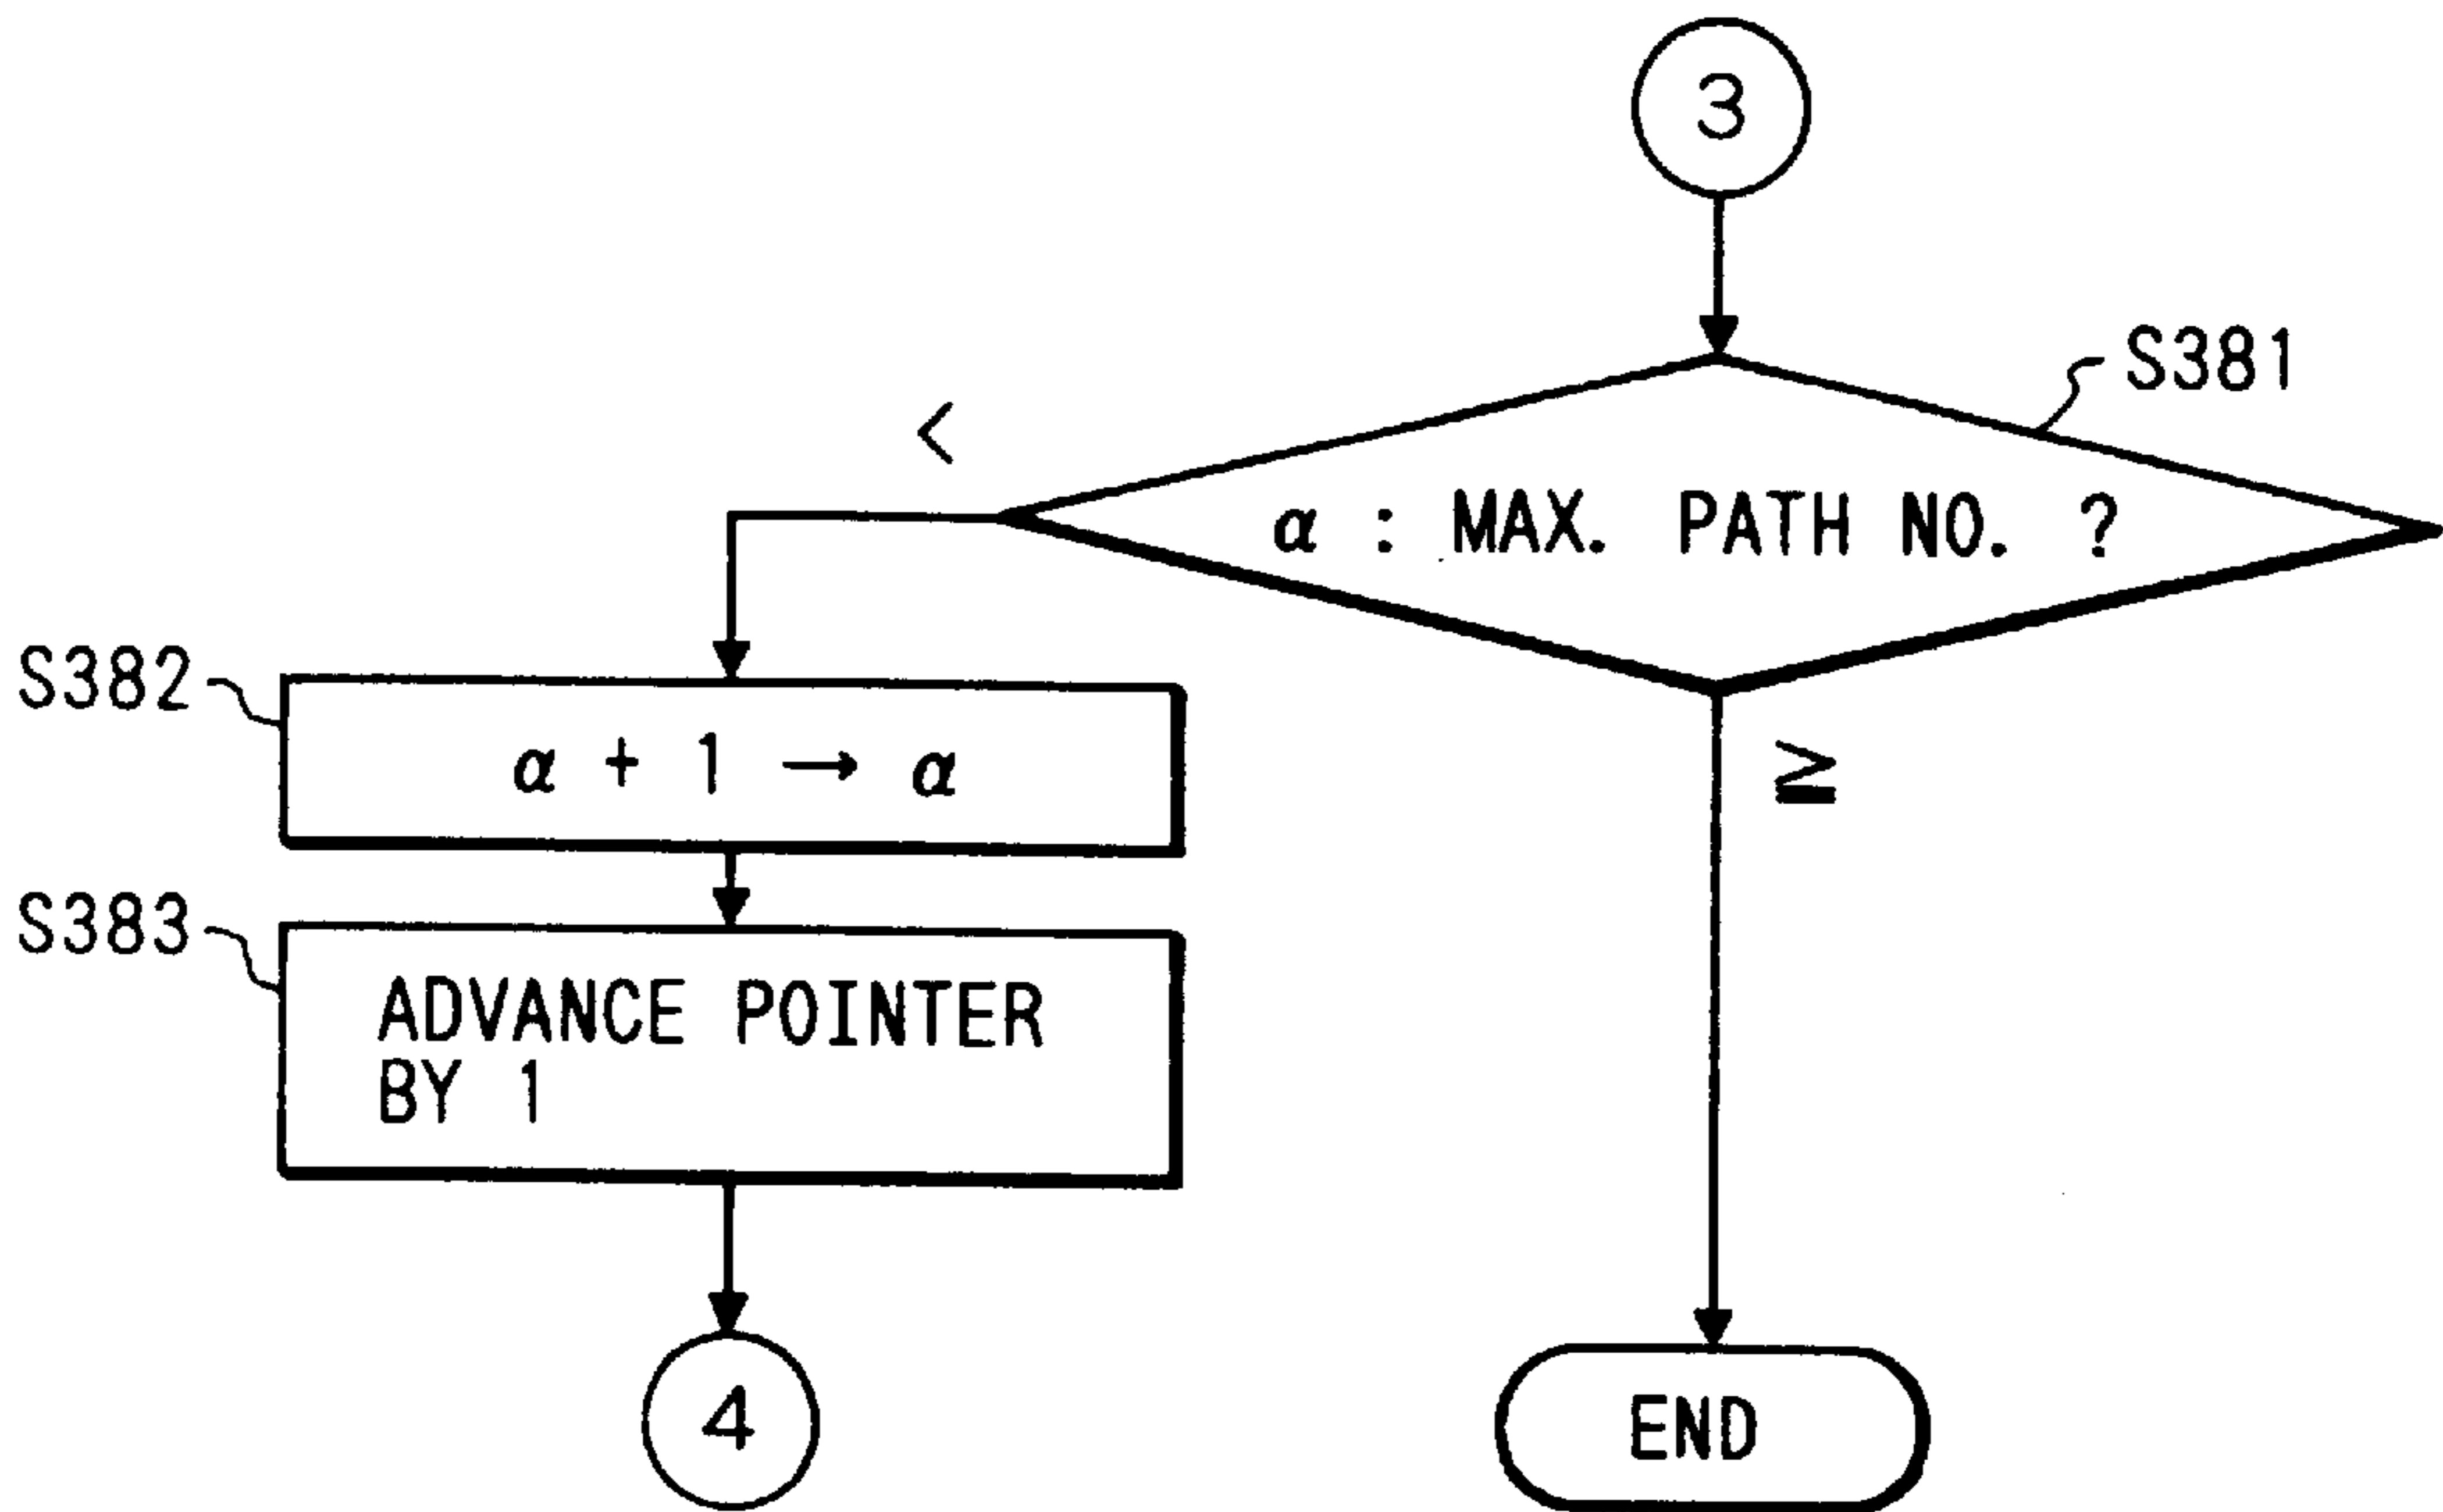 3
S381
<
α : MAX. PATH NO. ?
S382
α + 1 → α
≥
S383
ADVANCE POINTER
BY 1
4
END